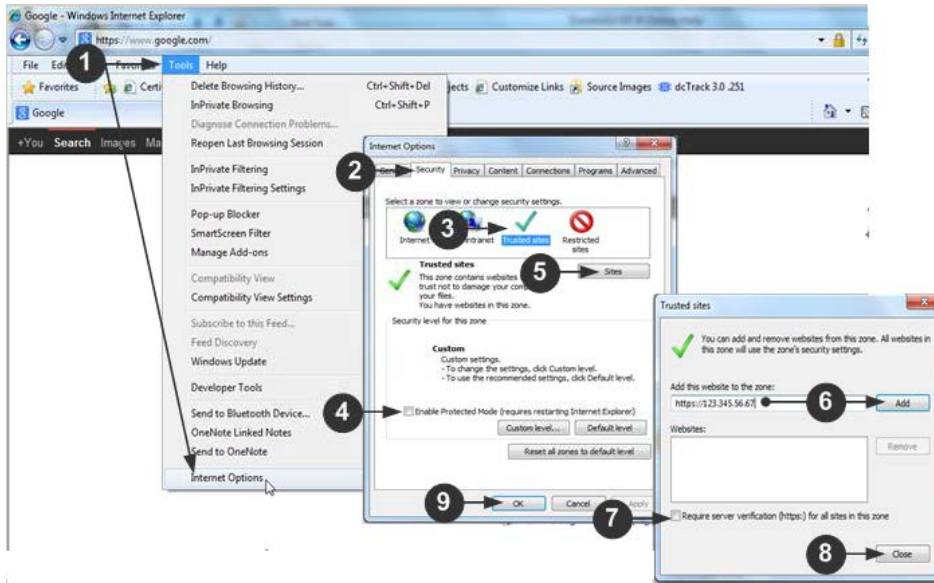 Google - Windows Internet Explorer
https://www.google.com/
File Tools Help
Favorites Customize Links Source Images dcTrack 3.0 .251
Google
+You Search Images
1
Delete Browsing History... Ctrl+Shift+Del
InPrivate Browsing Ctrl+Shift+P
Diagnose Connection Problems...
Reopen Last Browsing Session
InPrivate Filtering
InPrivate Filtering Settings
Pop-up Blocker
SmartScreen Filter
Manage Add-ons
Compatibility View
Compatibility View Settings
Subscribe to this Feed...
Feed Discovery
Windows Update
Developer Tools
Send to Bluetooth Device...
OneNote Linked Notes
Send to OneNote
Internet Options
Internet Options
2
Security Privacy Content Connections Programs Advanced
Select a zone to view or change security settings.
3
Internet Trusted sites Restricted
sites
Trusted sites
5 Sites
This zone contains websites
trust not to damage your
your files.
You have websites in this zone.
Security level for this zone
Custom
Custom settings.
- To change the settings, click Custom level.
- To use the recommended settings, click Default level.
4 Enable Protected Mode (requires restarting Internet Explorer)
Custom level... Default level
Reset all zones to default level
9 OK Cancel Apply
Trusted sites
You can add and remove websites from this zone. All websites in
this zone will use the zone's security settings.
Add this website to the zone:
https://123.345.56.67 6 Add
Websites:
Remove
7 Require server verification (https:) for all sites in this zone
8 Close